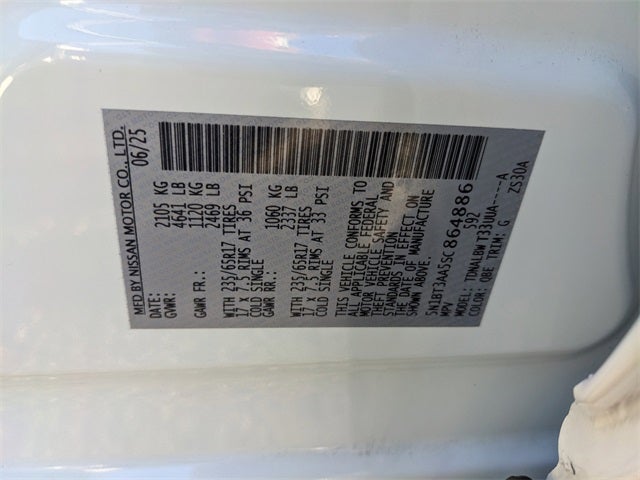 MFD BY NISSAN MOTOR CO., LTD.
DATE: 06/25
GVWR: 2105 KG
4641 LB
GAWR FR.: 1120 KG
2469 LB
WITH 235/65R17 TIRES
17 x 7.5 RIMS AT 36 PSI
COLD SINGLE
GAWR RR.: 1060 KG
2337 LB
WITH 235/65R17 TIRES
17 x 7.5 RIMS AT 33 PSI
COLD SINGLE
THIS VEHICLE CONFORMS TO
ALL APPLICABLE FEDERAL
MOTOR VEHICLE SAFETY AND
THEFT PREVENTION
STANDARDS IN EFFECT ON
THE DATE OF MANUFACTURE
SHOWN ABOVE.
5N1BT3AA5SC864886
MPV 592
MODEL: T33UUA----A
COLOR: QBE TRIM: G ZS30A